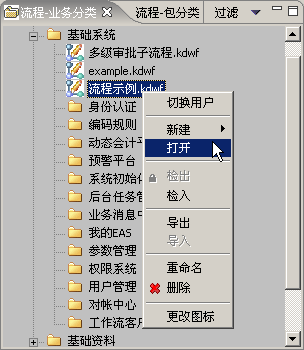 流程-业务分类
流程-包分类
过滤
基础系统
多级审批子流程.kdwf
example.kdwf
流程示例.kdwf
身份认证
编码规则
动态会计平
预警平台
系统初始化
后台任务管
业务消息中
我的EAS
参数管理
权限系统
用户管理
对帐中心
工作流客户
基础资料
切换用户
新建
打开
检出
检入
导出
导入
重命名
删除
更改图标